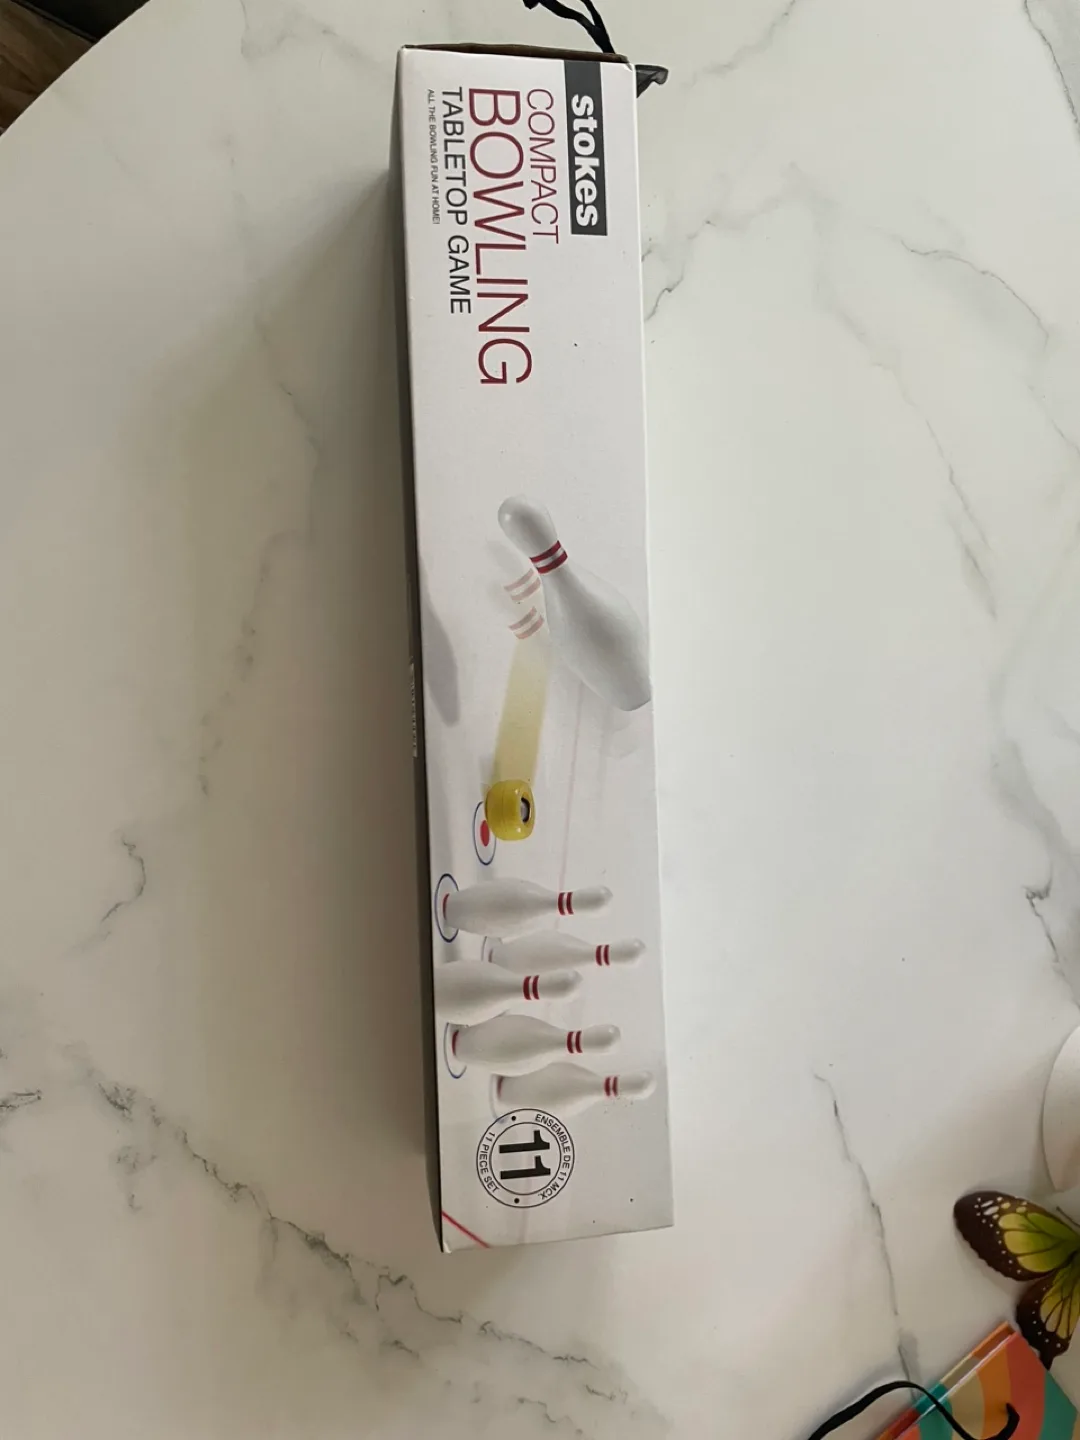 stokes
COMPACT
BOWLING
TABLETOP GAME
ALL THE BOWLING FUN AT HOME!
ENSEMBLE DE 11 MCX.
11
11 PIECE SET